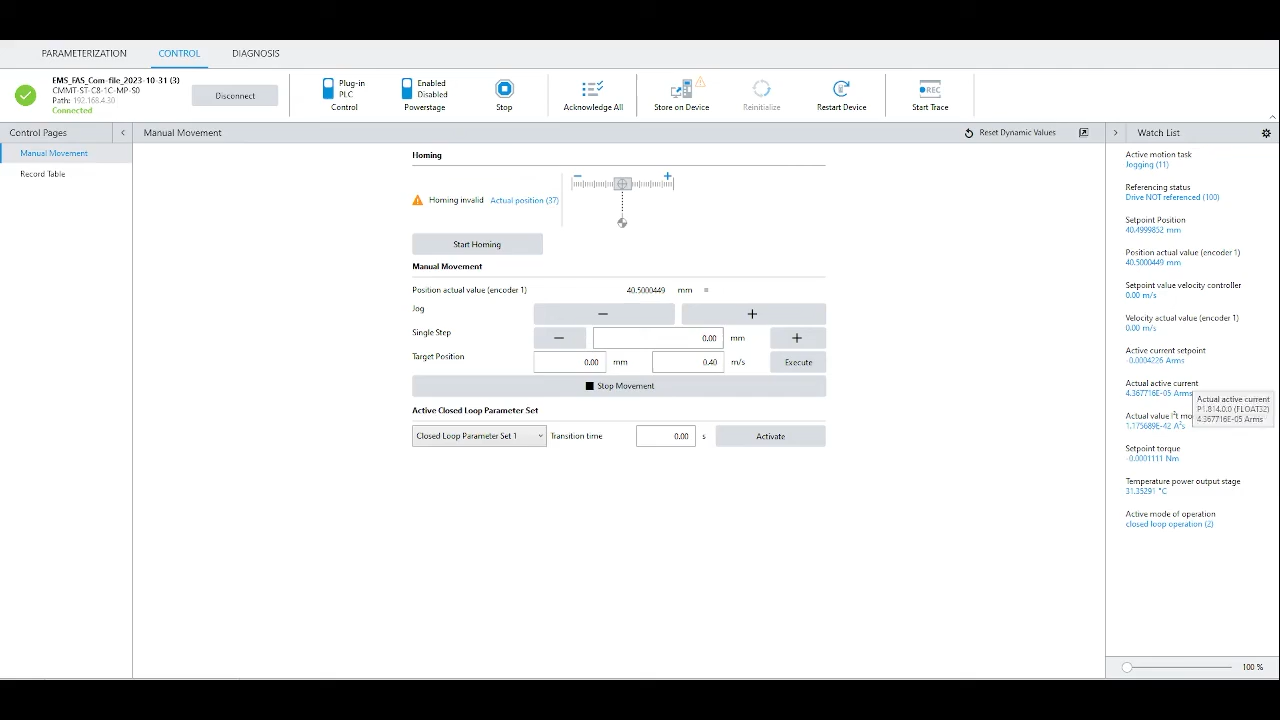 PARAMETERIZATION CONTROL DIAGNOSIS
EMS_FAS_Com-file_2023-10-31 (3)
CMMT-ST-C8-1C-MP-S0
Path: 192.168.4.30
Connected
Disconnect
Plug-in
PLC
Control
Enabled
Disabled
Powerstage
Stop
Acknowledge All
Store on Device
Reinitialize
REC
Restart Device
Start Trace
Control Pages
Manual Movement
Reset Dynamic Values
Watch List
Manual Movement
Record Table
Homing
Homing invalid Actual position (37)
Start Homing
Manual Movement
Position actual value (encoder 1) 40.5000449 mm =
Jog − +
Single Step − 0.00 mm +
Target Position 0.00 mm 0.40 m/s Execute
Stop Movement
Active Closed Loop Parameter Set
Closed Loop Parameter Set 1 Transition time 0.00 s Activate
Active motion task
Jogging (11)
Referencing status
Drive NOT referenced (100)
Setpoint Position
40.4999852 mm
Position actual value (encoder 1)
40.5000449 mm
Setpoint value velocity controller
0.00 m/s
Velocity actual value (encoder 1)
0.00 m/s
Active current setpoint
-0.0004226 Arms
Actual active current
4.367716E-05 Arms
Actual active current
P1.814.0.0 (FLOAT32)
4.367716E-05 Arms
Actual value I²t mo
1.175689E-42 A²s
Setpoint torque
-0.0001111 Nm
Temperature power output stage
31.35291 °C
Active mode of operation
closed loop operation (2)
100 %